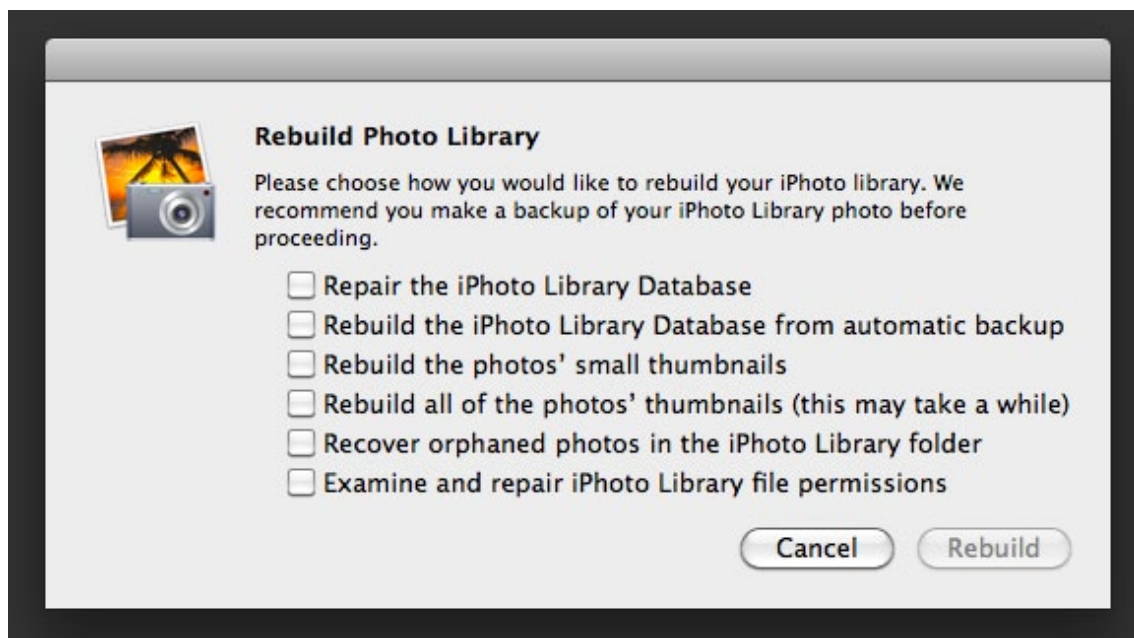 Rebuild Photo Library
Please choose how you would like to rebuild your iPhoto library. We
recommend you make a backup of your iPhoto Library photo before
proceeding.
Repair the iPhoto Library Database
Rebuild the iPhoto Library Database from automatic backup
Rebuild the photos’ small thumbnails
Rebuild all of the photos’ thumbnails (this may take a while)
Recover orphaned photos in the iPhoto Library folder
Examine and repair iPhoto Library file permissions
Cancel Rebuild